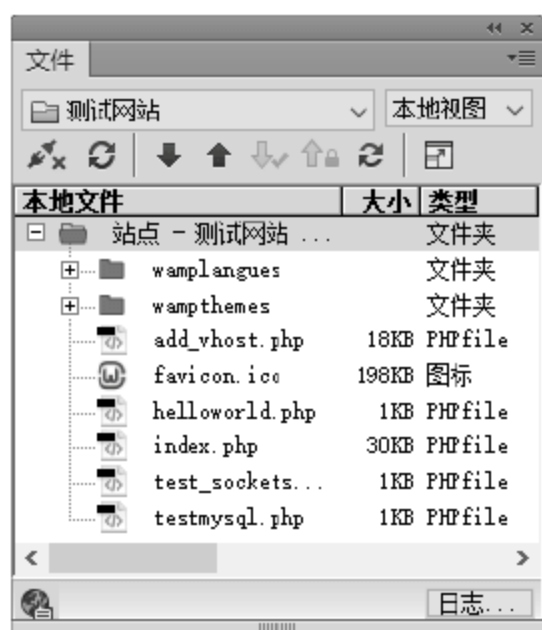 文件
测试网站 本地视图
本地文件 大小 类型
站点 - 测试网站 ... 文件夹
wamplangues 文件夹
wampthemes 文件夹
add_vhost.php 18KB PHPfile
favicon.ico 198KB 图标
helloworld.php 1KB PHPfile
index.php 30KB PHPfile
test_sockets... 1KB PHPfile
testmysql.php 1KB PHPfile
日志...